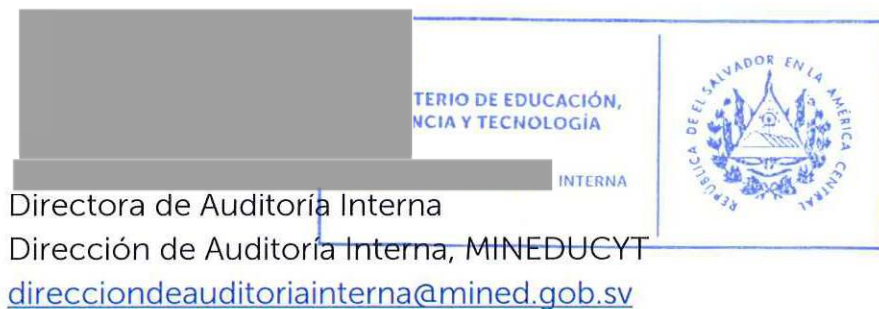 TERIO DE EDUCACIÓN,
NCIA Y TECNOLOGÍA
INTERNA
REPÚBLICA DE EL SALVADOR EN LA AMÉRICA CENTRAL
Directora de Auditoría Interna
Dirección de Auditoría Interna, MINEDUCYT
direcciondeauditoriainterna@mined.gob.sv